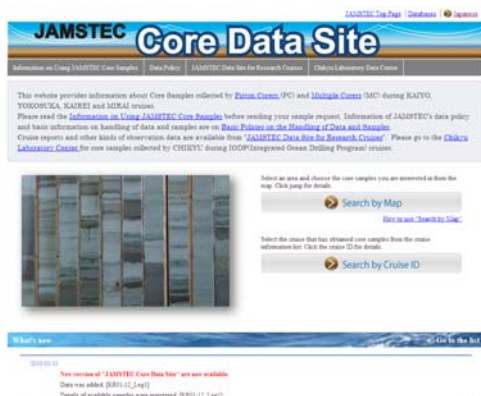 JAMSTEC Top Page | Databases | Japanese
JAMSTEC Core Data Site
Information on Using JAMSTEC Core Samples Data Policy JAMSTEC Data Site for Research Cruises Chikyu Laboratory Data Center
This website provides information about Core Samples collected by Piston Corers (PC) and Multiple Corers (MC) during KAIYO,
YOKOSUKA, KAIREI and MIRAI cruises.
Please read the Information on Using JAMSTEC Core Samples before sending your sample request. Information of JAMSTEC's data policy
and basic information on handling of data and samples are on Basic Policies on the Handling of Data and Samples.
Cruise reports and other kinds of observation data are available from "JAMSTEC Data Site for Research Cruises". Please go to the Chikyu
Laboratory Center for core samples collected by CHIKYU during IODP(Integrated Ocean Drilling Program) cruises.
Select an area and choose the core samples you are interested in from the
map. Click jump for details.
Search by Map
How to use "Search by Map"
Select the cruise that has obtained core samples from the cruise
information list. Click the cruise ID for details.
Search by Cruise ID
What's new Go to the list
New version of "JAMSTEC Core Data Site" are now available.
Data was added. [KR01-12_Leg1]
Details of available samples were registered. [KR01-12_Leg1]